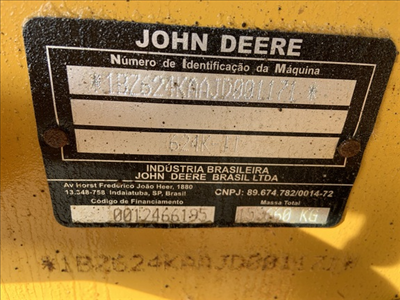 JOHN DEERE
Número de Identificação da Máquina
624K
INDÚSTRIA BRASILEIRA
JOHN DEERE BRASIL LTDA
Av Horst Frederico João Heer, 1880
13.348-758 Indaiatuba, SP, Brasil
CNPJ: 89.674.782/0014-72
Código de Financiamento
Massa Total
0012466195
KG